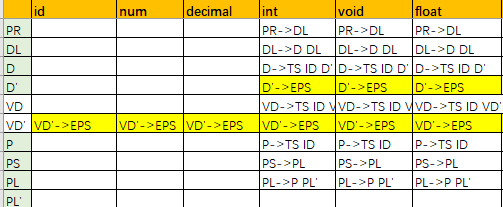 id num decimal int void float
PR PR->DL PR->DL PR->DL
DL DL->D DL DL->D DL DL->D DL
D D->TS ID D' D->TS ID D' D->TS ID D'
D' D'->EPS D'->EPS D'->EPS
VD VD->TS ID V VD->TS ID VD VD->TS ID VD'
VD' VD'->EPS VD'->EPS VD'->EPS VD'->EPS VD'->EPS VD'->EPS
P P->TS ID P->TS ID P->TS ID
PS PS->PL PS->PL PS->PL
PL PL->P PL' PL->P PL' PL->P PL'
PL'